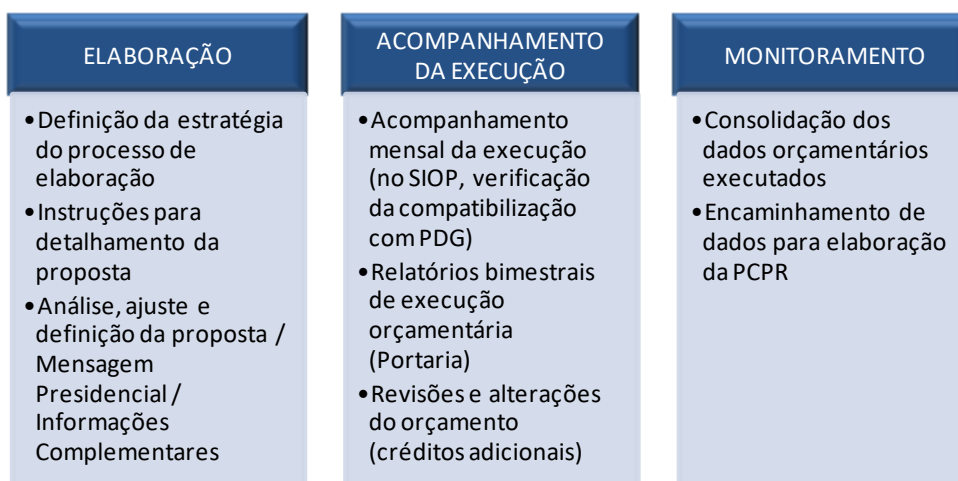 ELABORAÇÃO
•Definição da estratégia
do processo de
elaboração
•Instruções para
detalhamento da
proposta
•Análise, ajuste e
definição da proposta /
Mensagem
Presidencial /
Informações
Complementares
ACOMPANHAMENTO
DA EXECUÇÃO
•Acompanhamento
mensal da execução
(no SIOP, verificação
da compatibilização
com PDG)
•Relatórios bimestrais
de execução
orçamentária
(Portaria)
•Revisões e alterações
do orçamento
(créditos adicionais)
MONITORAMENTO
•Consolidação dos
dados orçamentários
executados
•Encaminhamento de
dados para elaboração
da PCPR